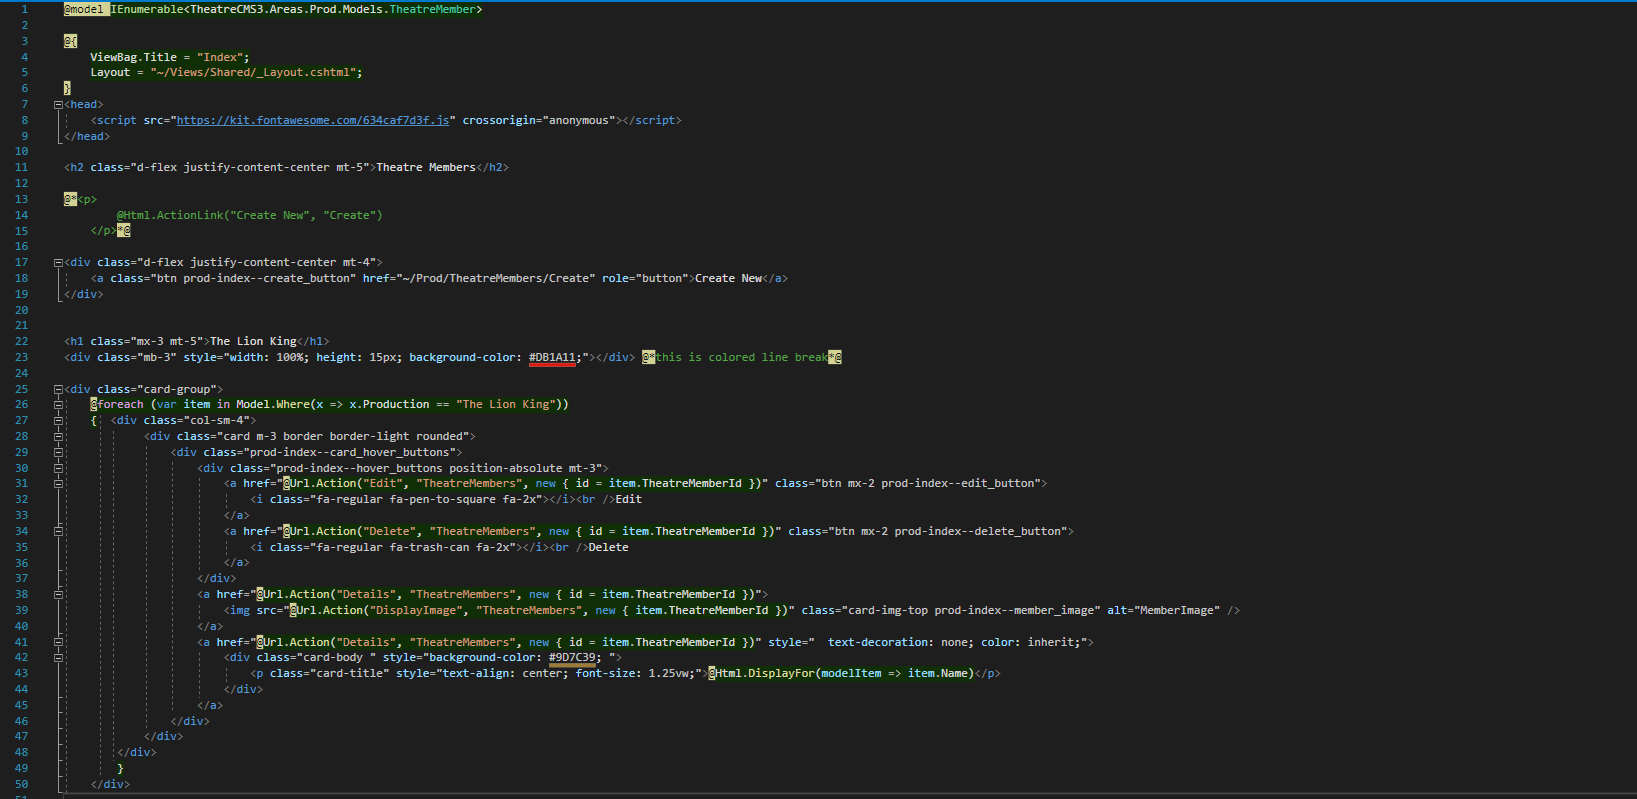 1 @model IEnumerable<TheatreCMS3.Areas.Prod.Models.TheatreMember>
2
3 @{
4 ViewBag.Title = "Index";
5 Layout = "~/Views/Shared/_Layout.cshtml";
6 }
7 <head>
8 <script src="https://kit.fontawesome.com/634caf7d3f.js" crossorigin="anonymous"></script>
9 </head>
10
11 <h2 class="d-flex justify-content-center mt-5">Theatre Members</h2>
12
13 @*<p>
14 @Html.ActionLink("Create New", "Create")
15 </p>*@
16
17 <div class="d-flex justify-content-center mt-4">
18 <a class="btn prod-index--create_button" href="~/Prod/TheatreMembers/Create" role="button">Create New</a>
19 </div>
20
21
22 <h1 class="mx-3 mt-5">The Lion King</h1>
23 <div class="mb-3" style="width: 100%; height: 15px; background-color: #DB1A11;"></div> @*this is colored line break*@
24
25 <div class="card-group">
26 @foreach (var item in Model.Where(x => x.Production == "The Lion King"))
27 { <div class="col-sm-4">
28 <div class="card m-3 border border-light rounded">
29 <div class="prod-index--card_hover_buttons">
30 <div class="prod-index--hover_buttons position-absolute mt-3">
31 <a href="@Url.Action("Edit", "TheatreMembers", new { id = item.TheatreMemberId })" class="btn mx-2 prod-index--edit_button">
32 <i class="fa-regular fa-pen-to-square fa-2x"></i><br />Edit
33 </a>
34 <a href="@Url.Action("Delete", "TheatreMembers", new { id = item.TheatreMemberId })" class="btn mx-2 prod-index--delete_button">
35 <i class="fa-regular fa-trash-can fa-2x"></i><br />Delete
36 </a>
37 </div>
38 <a href="@Url.Action("Details", "TheatreMembers", new { id = item.TheatreMemberId })">
39 <img src="@Url.Action("DisplayImage", "TheatreMembers", new { item.TheatreMemberId })" class="card-img-top prod-index--member_image" alt="MemberImage" />
40 </a>
41 <a href="@Url.Action("Details", "TheatreMembers", new { id = item.TheatreMemberId })" style="  text-decoration: none; color: inherit;">
42 <div class="card-body " style="background-color: #9D7C39; ">
43 <p class="card-title" style="text-align: center; font-size: 1.25vw;">@Html.DisplayFor(modelItem => item.Name)</p>
44 </div>
45 </a>
46 </div>
47 </div>
48 </div>
49 }
50 </div>
51